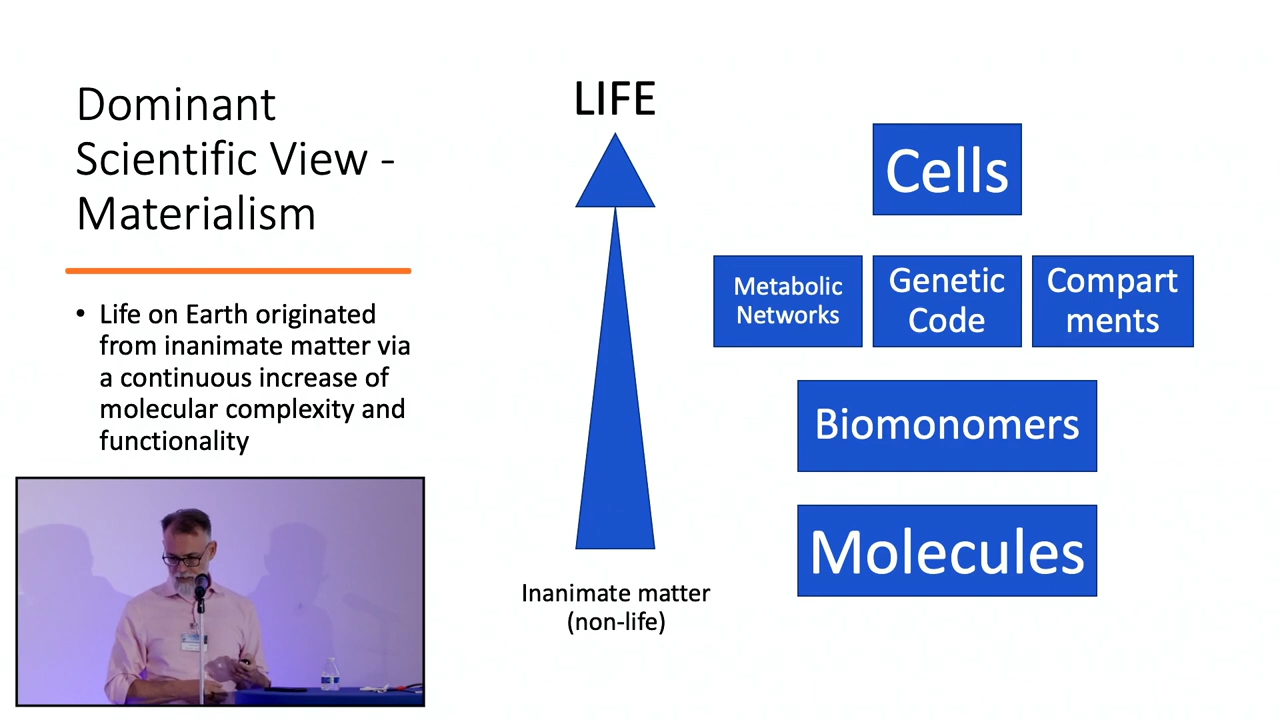 Dominant
Scientific View -
Materialism
• Life on Earth originated
from inanimate matter via
a continuous increase of
molecular complexity and
functionality
LIFE
Inanimate matter
(non-life)
Cells
Metabolic
Networks
Genetic
Code
Compart
ments
Biomonomers
Molecules